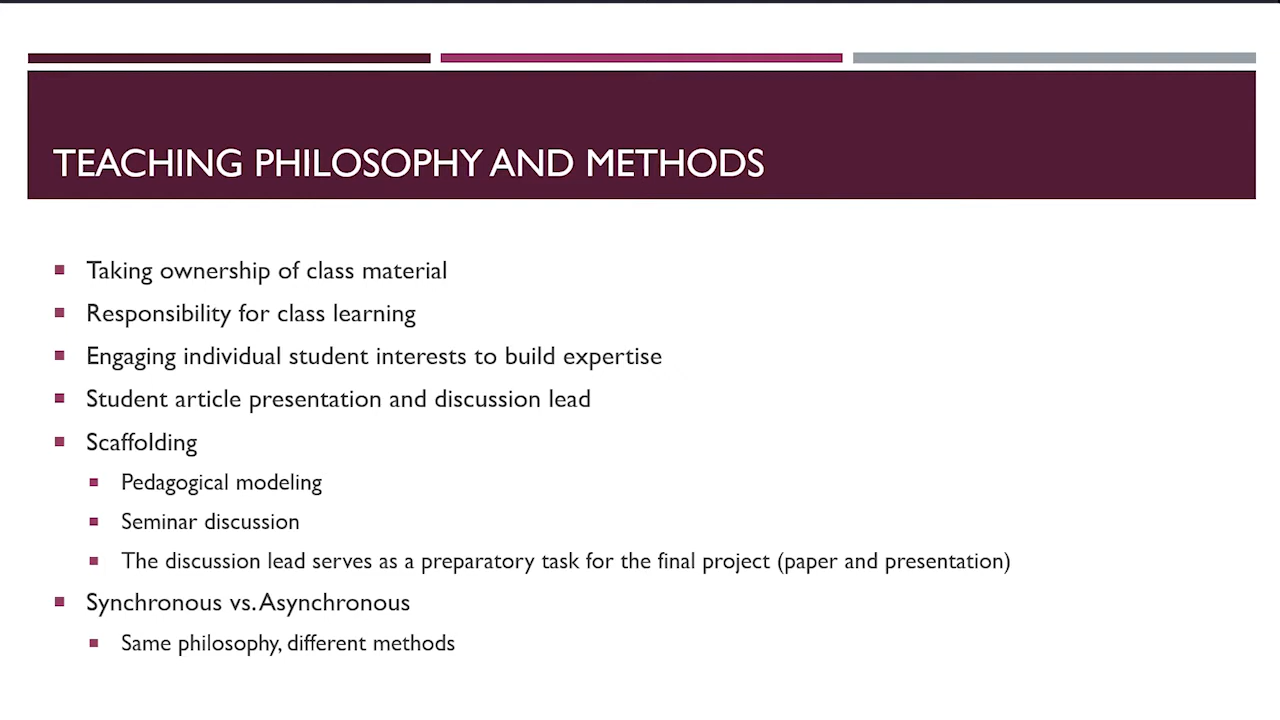 TEACHING PHILOSOPHY AND METHODS
Taking ownership of class material
Responsibility for class learning
Engaging individual student interests to build expertise
Student article presentation and discussion lead
Scaffolding
Pedagogical modeling
Seminar discussion
The discussion lead serves as a preparatory task for the final project (paper and presentation)
Synchronous vs. Asynchronous
Same philosophy, different methods